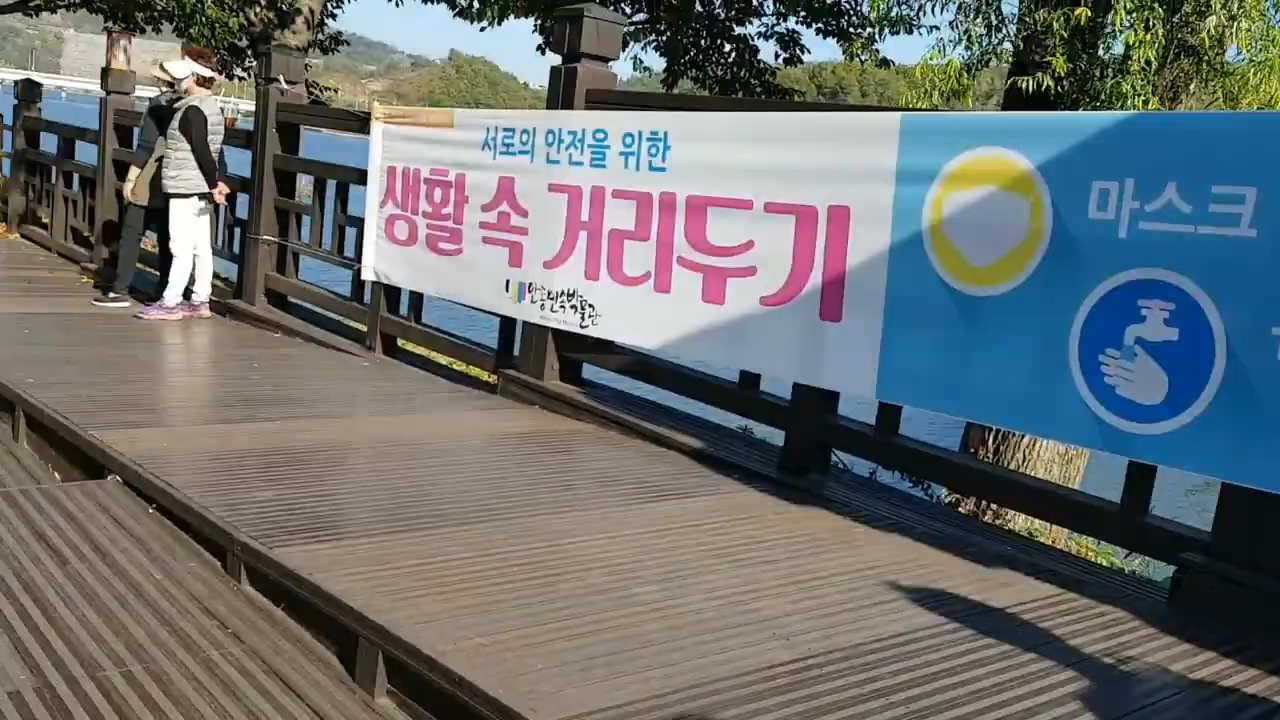 서로의 안전을 위한
생활 속 거리두기
안동민속박물관
마스크